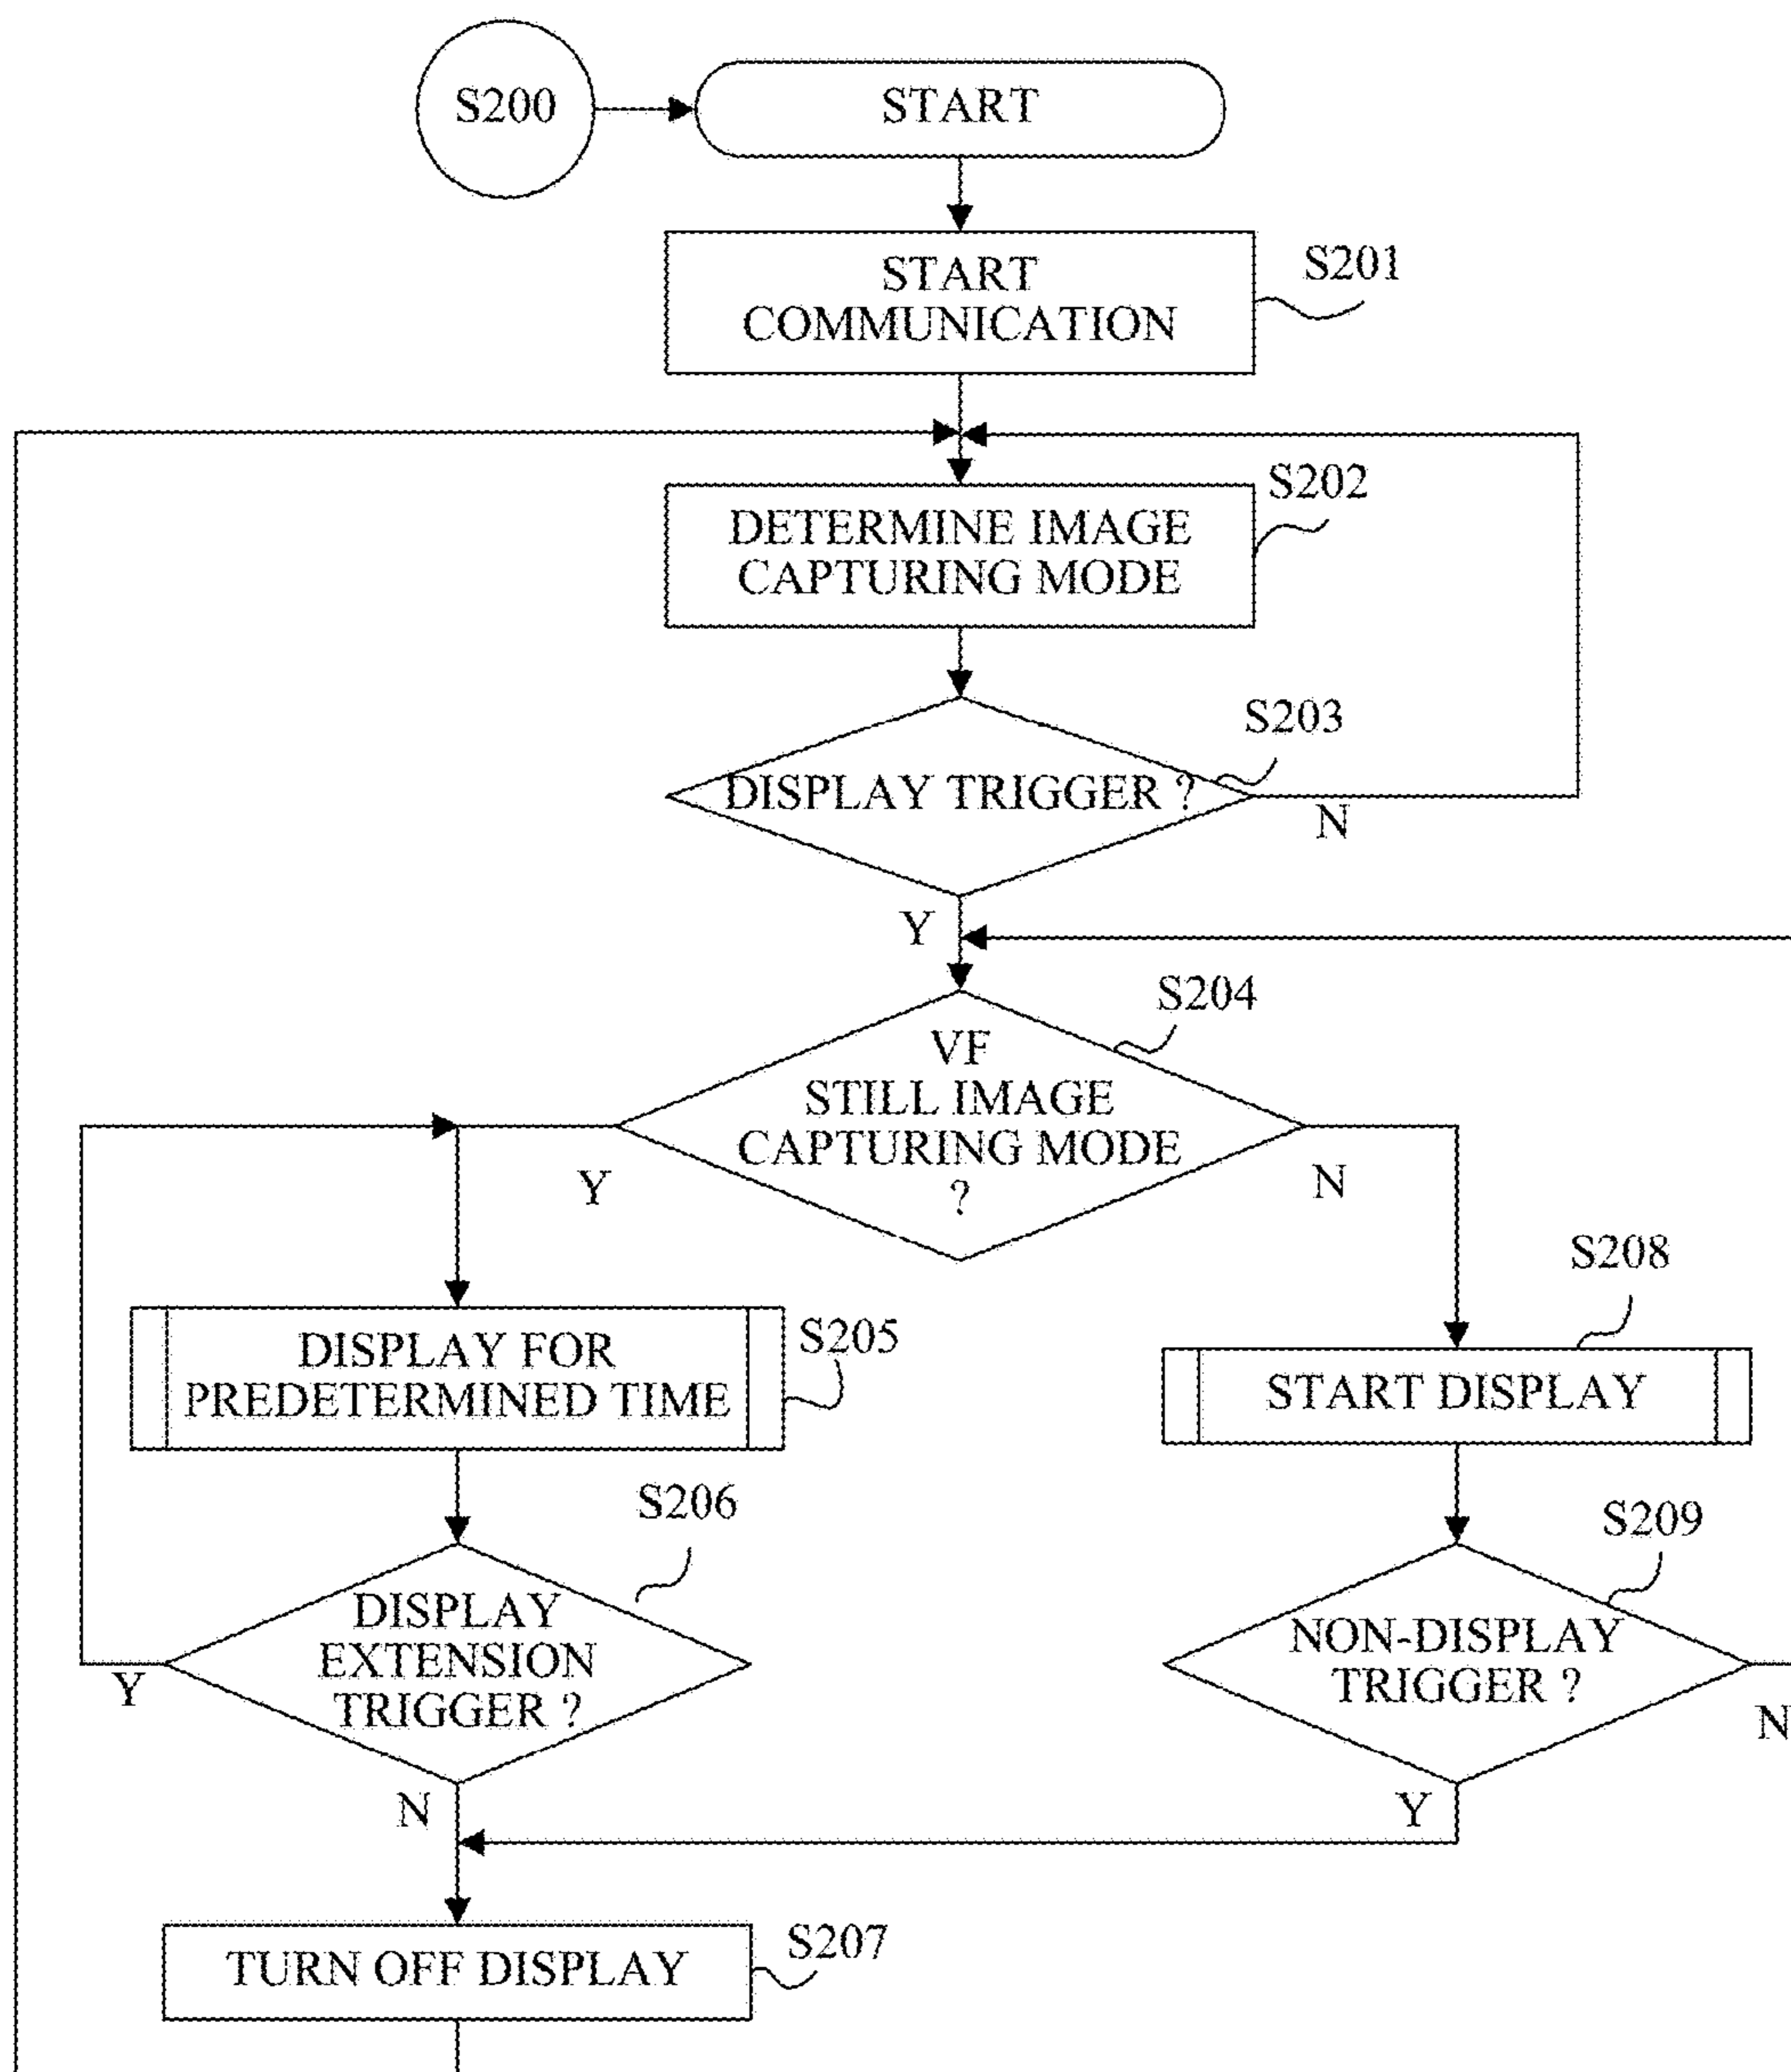 S200
START
START
COMMUNICATION
S201
S202
DETERMINE IMAGE
CAPTURING MODE
S203
DISPLAY TRIGGER ?
N
Y
S204
VF
STILL IMAGE
CAPTURING MODE
?
Y
N
S208
DISPLAY FOR
PREDETERMINED TIME
S205
START DISPLAY
S206
S209
DISPLAY
EXTENSION
TRIGGER ?
NON-DISPLAY
TRIGGER ?
Y
N
N
Y
TURN OFF DISPLAY
S207